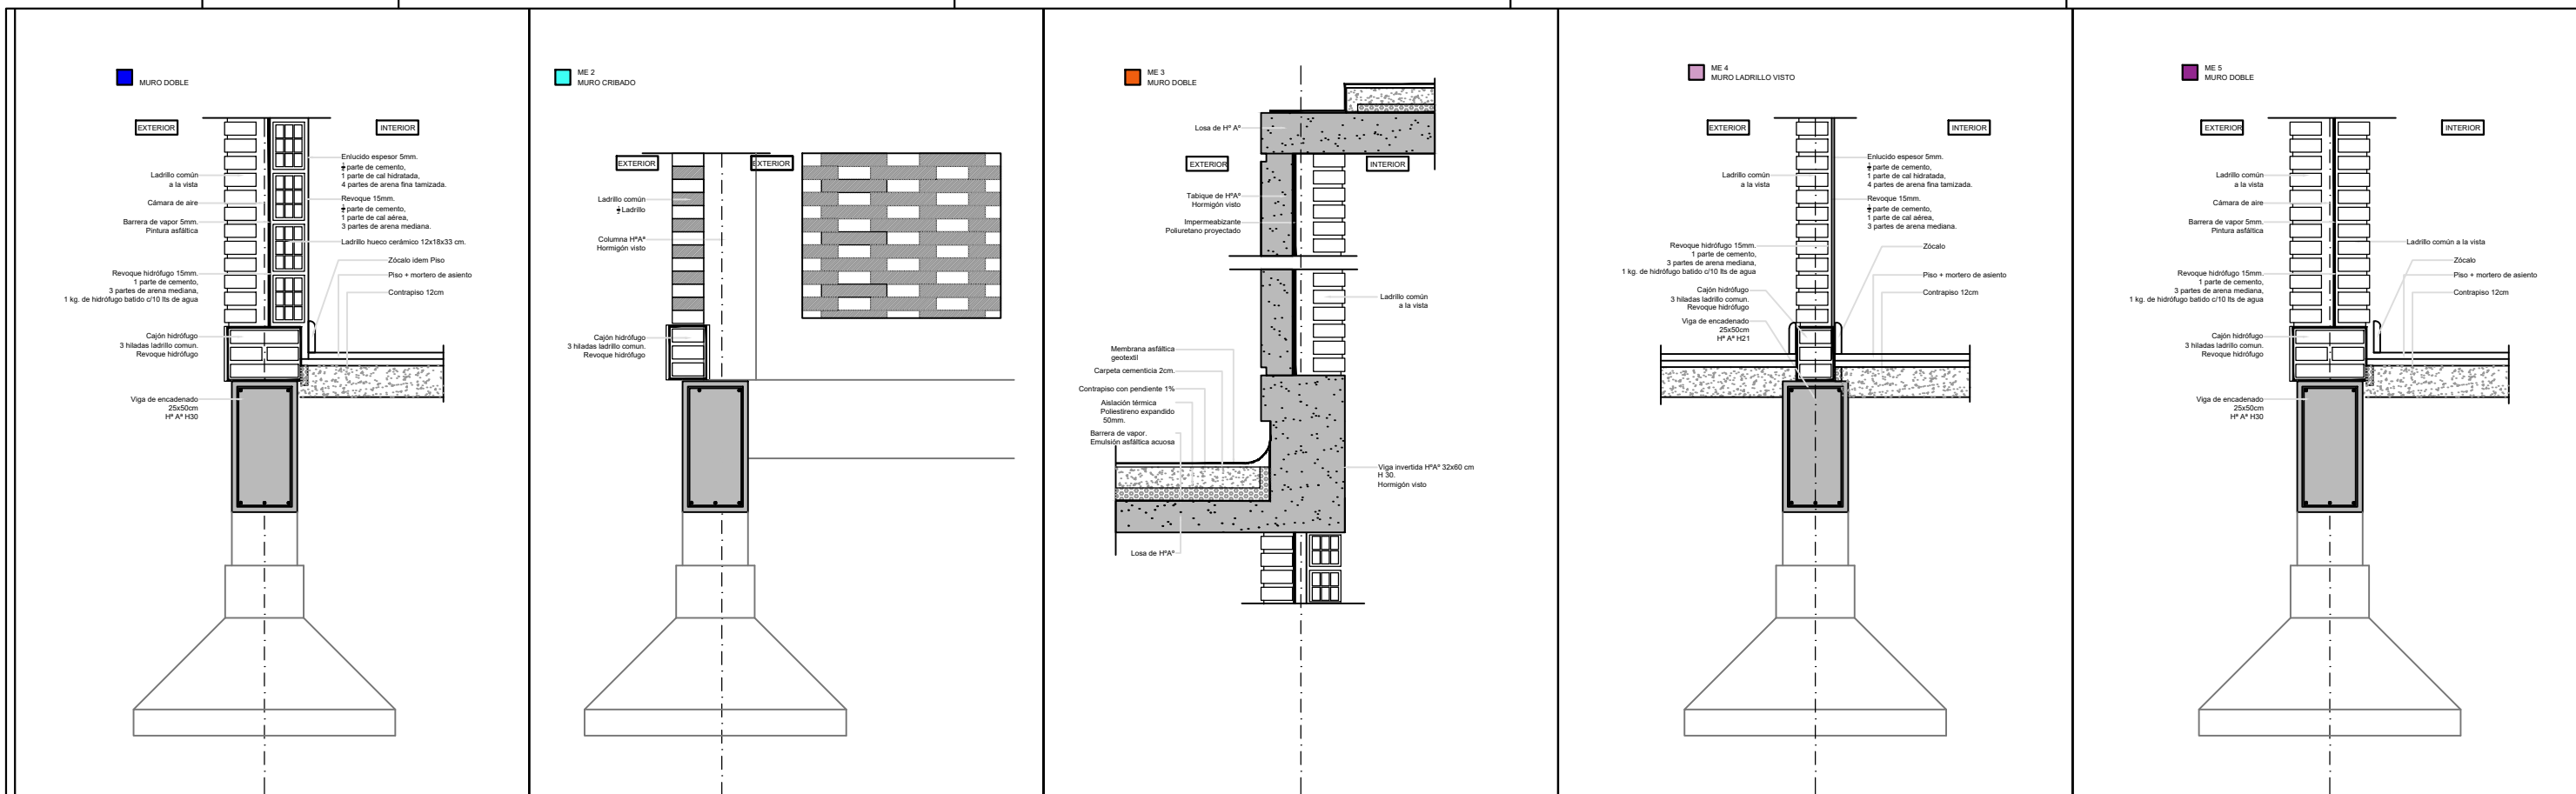 MURO DOBLE
EXTERIOR
INTERIOR
Ladrillo común
a la vista
Cámara de aire
Barrera de vapor 5mm.
Pintura asfáltica
Revoque hidrófugo 15mm.
1 parte de cemento,
3 partes de arena mediana,
1 kg. de hidrófugo batido c/10 lts de agua
Cajón hidrófugo
3 hiladas ladrillo comun.
Revoque hidrófugo
Viga de encadenado
25x50cm
Hª Aª H30
Enlucido espesor 5mm.
½ parte de cemento,
1 parte de cal hidratada,
4 partes de arena fina tamizada.
Revoque 15mm.
parte de cemento,
1 parte de cal aérea,
3 partes de arena mediana.
Ladrillo hueco cerámico 12x18x33 cm.
Zócalo idem Piso
Piso + mortero de asiento
Contrapiso 12cm
ME 2
MURO CRIBADO
EXTERIOR
EXTERIOR
Ladrillo común
½ Ladrillo
Columna HªAª
Hormigón visto
Cajón hidrófugo
3 hiladas ladrillo comun.
Revoque hidrófugo
ME 3
MURO DOBLE
Losa de Hº Aº
EXTERIOR
INTERIOR
Tabique de HºAº
Hormigón visto
Impermeabizante
Poliuretano proyectado
Ladrillo común
a la vista
Membrana asfáltica
geotextil
Carpeta cementicia 2cm.
Contrapiso con pendiente 1%
Aislación térmica
Poliestireno expandido
50mm.
Barrera de vapor.
Emulsión asfáltica acuosa
Losa de HºAº
Viga invertida HºAº 32x60 cm
H 30.
Hormigón visto
ME 4
MURO LADRILLO VISTO
EXTERIOR
INTERIOR
Ladrillo común
a la vista
Revoque hidrófugo 15mm.
1 parte de cemento,
3 partes de arena mediana,
1 kg. de hidrófugo batido c/10 lts de agua
Cajón hidrófugo
3 hiladas ladrillo comun.
Revoque hidrófugo
Viga de encadenado
25x50cm
Hª Aª H21
Enlucido espesor 5mm.
½ parte de cemento,
1 parte de cal hidratada,
4 partes de arena fina tamizada.
Revoque 15mm.
parte de cemento,
1 parte de cal aérea,
3 partes de arena mediana.
Zócalo
Piso + mortero de asiento
Contrapiso 12cm
ME 5
MURO DOBLE
EXTERIOR
INTERIOR
Ladrillo común
a la vista
Cámara de aire
Barrera de vapor 5mm.
Pintura asfáltica
Revoque hidrófugo 15mm.
1 parte de cemento,
3 partes de arena mediana,
1 kg. de hidrófugo batido c/10 lts de agua
Cajón hidrófugo
3 hiladas ladrillo comun.
Revoque hidrófugo
Viga de encadenado
25x50cm
Hª Aª H30
Ladrillo común a la vista
Zócalo
Piso + mortero de asiento
Contrapiso 12cm